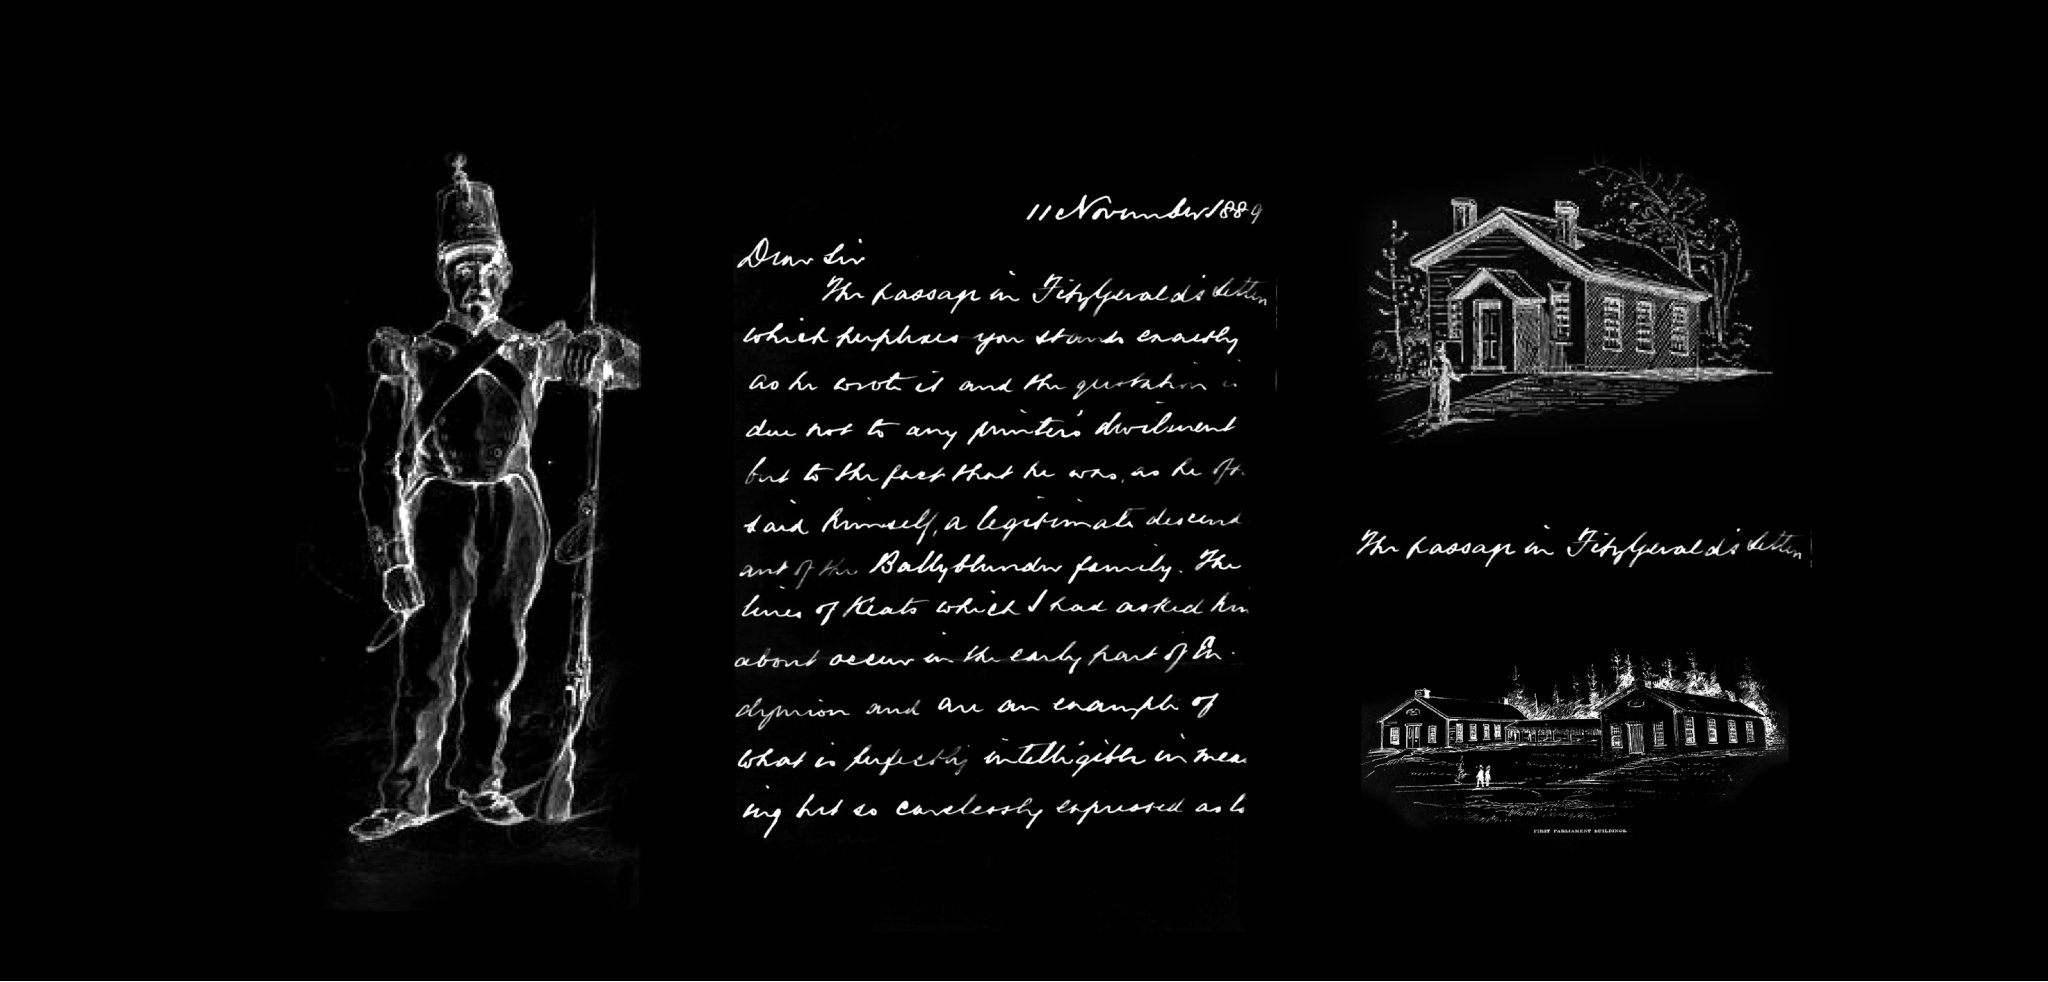 11 November 1889
Dear Sir
The passage in FitzGerald's letter
which perplexes you stands exactly
as he wrote it and the quotation is
due not to any printer's devilment
but to the fact that he was, as he oft
said himself, a legitimate descend
ant of the Ballyblunder family. The
lines of Keats which I had asked him
about occur in the early part of En-
dymion and are an example of
what is perfectly intelligible in mea
ing but so carelessly expressed as to
The passage in FitzGerald's letter
FIRST PARLIAMENT BUILDINGS.